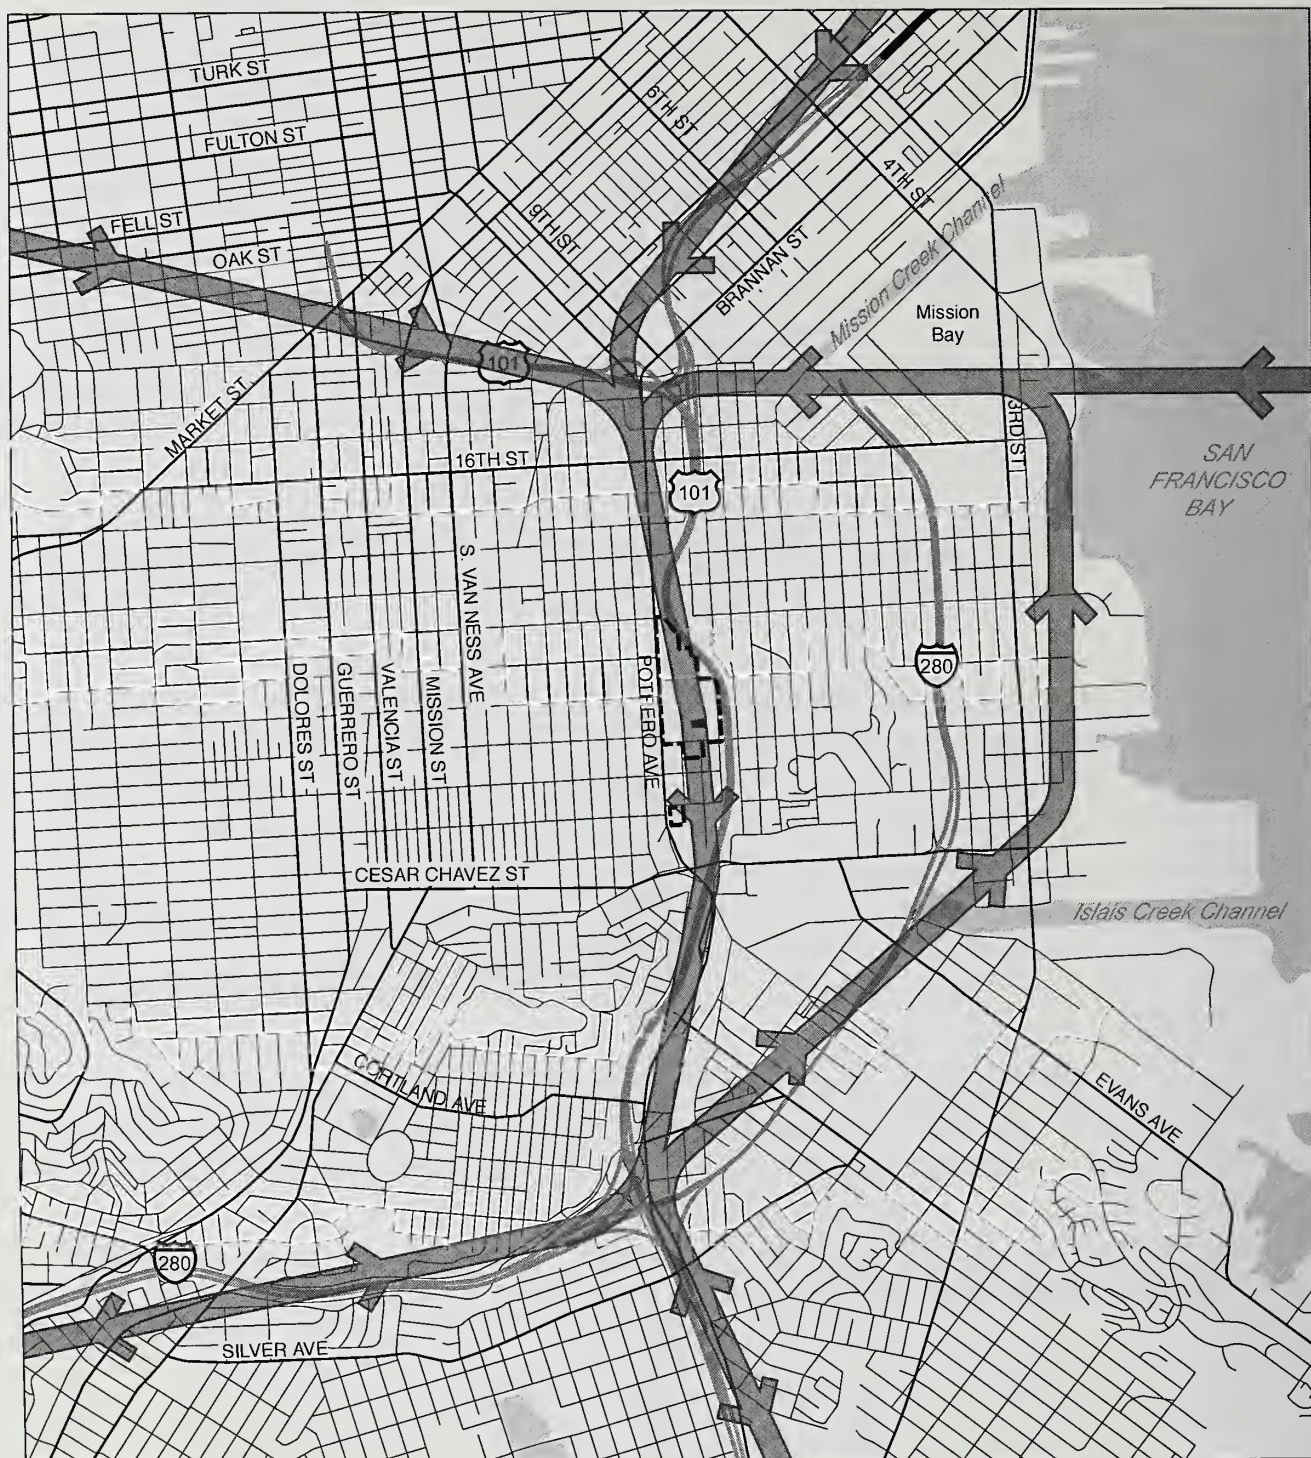 TURK ST
FULTON ST
6TH ST
4TH ST
FELL ST
OAK ST
9TH ST
BRANNAN ST
Mission Creek Channel
Mission
Bay
101
MARKET ST
3RD ST
16TH ST
101
SAN
FRANCISCO
BAY
S. VAN NESS AVE
DOLORES ST
GUERRERO ST
VALENCIA ST
MISSION ST
POTRERO AVE
280
CESAR CHAVEZ ST
Islais Creek Channel
CORTLAND AVE
EVANS AVE
280
SILVER AVE